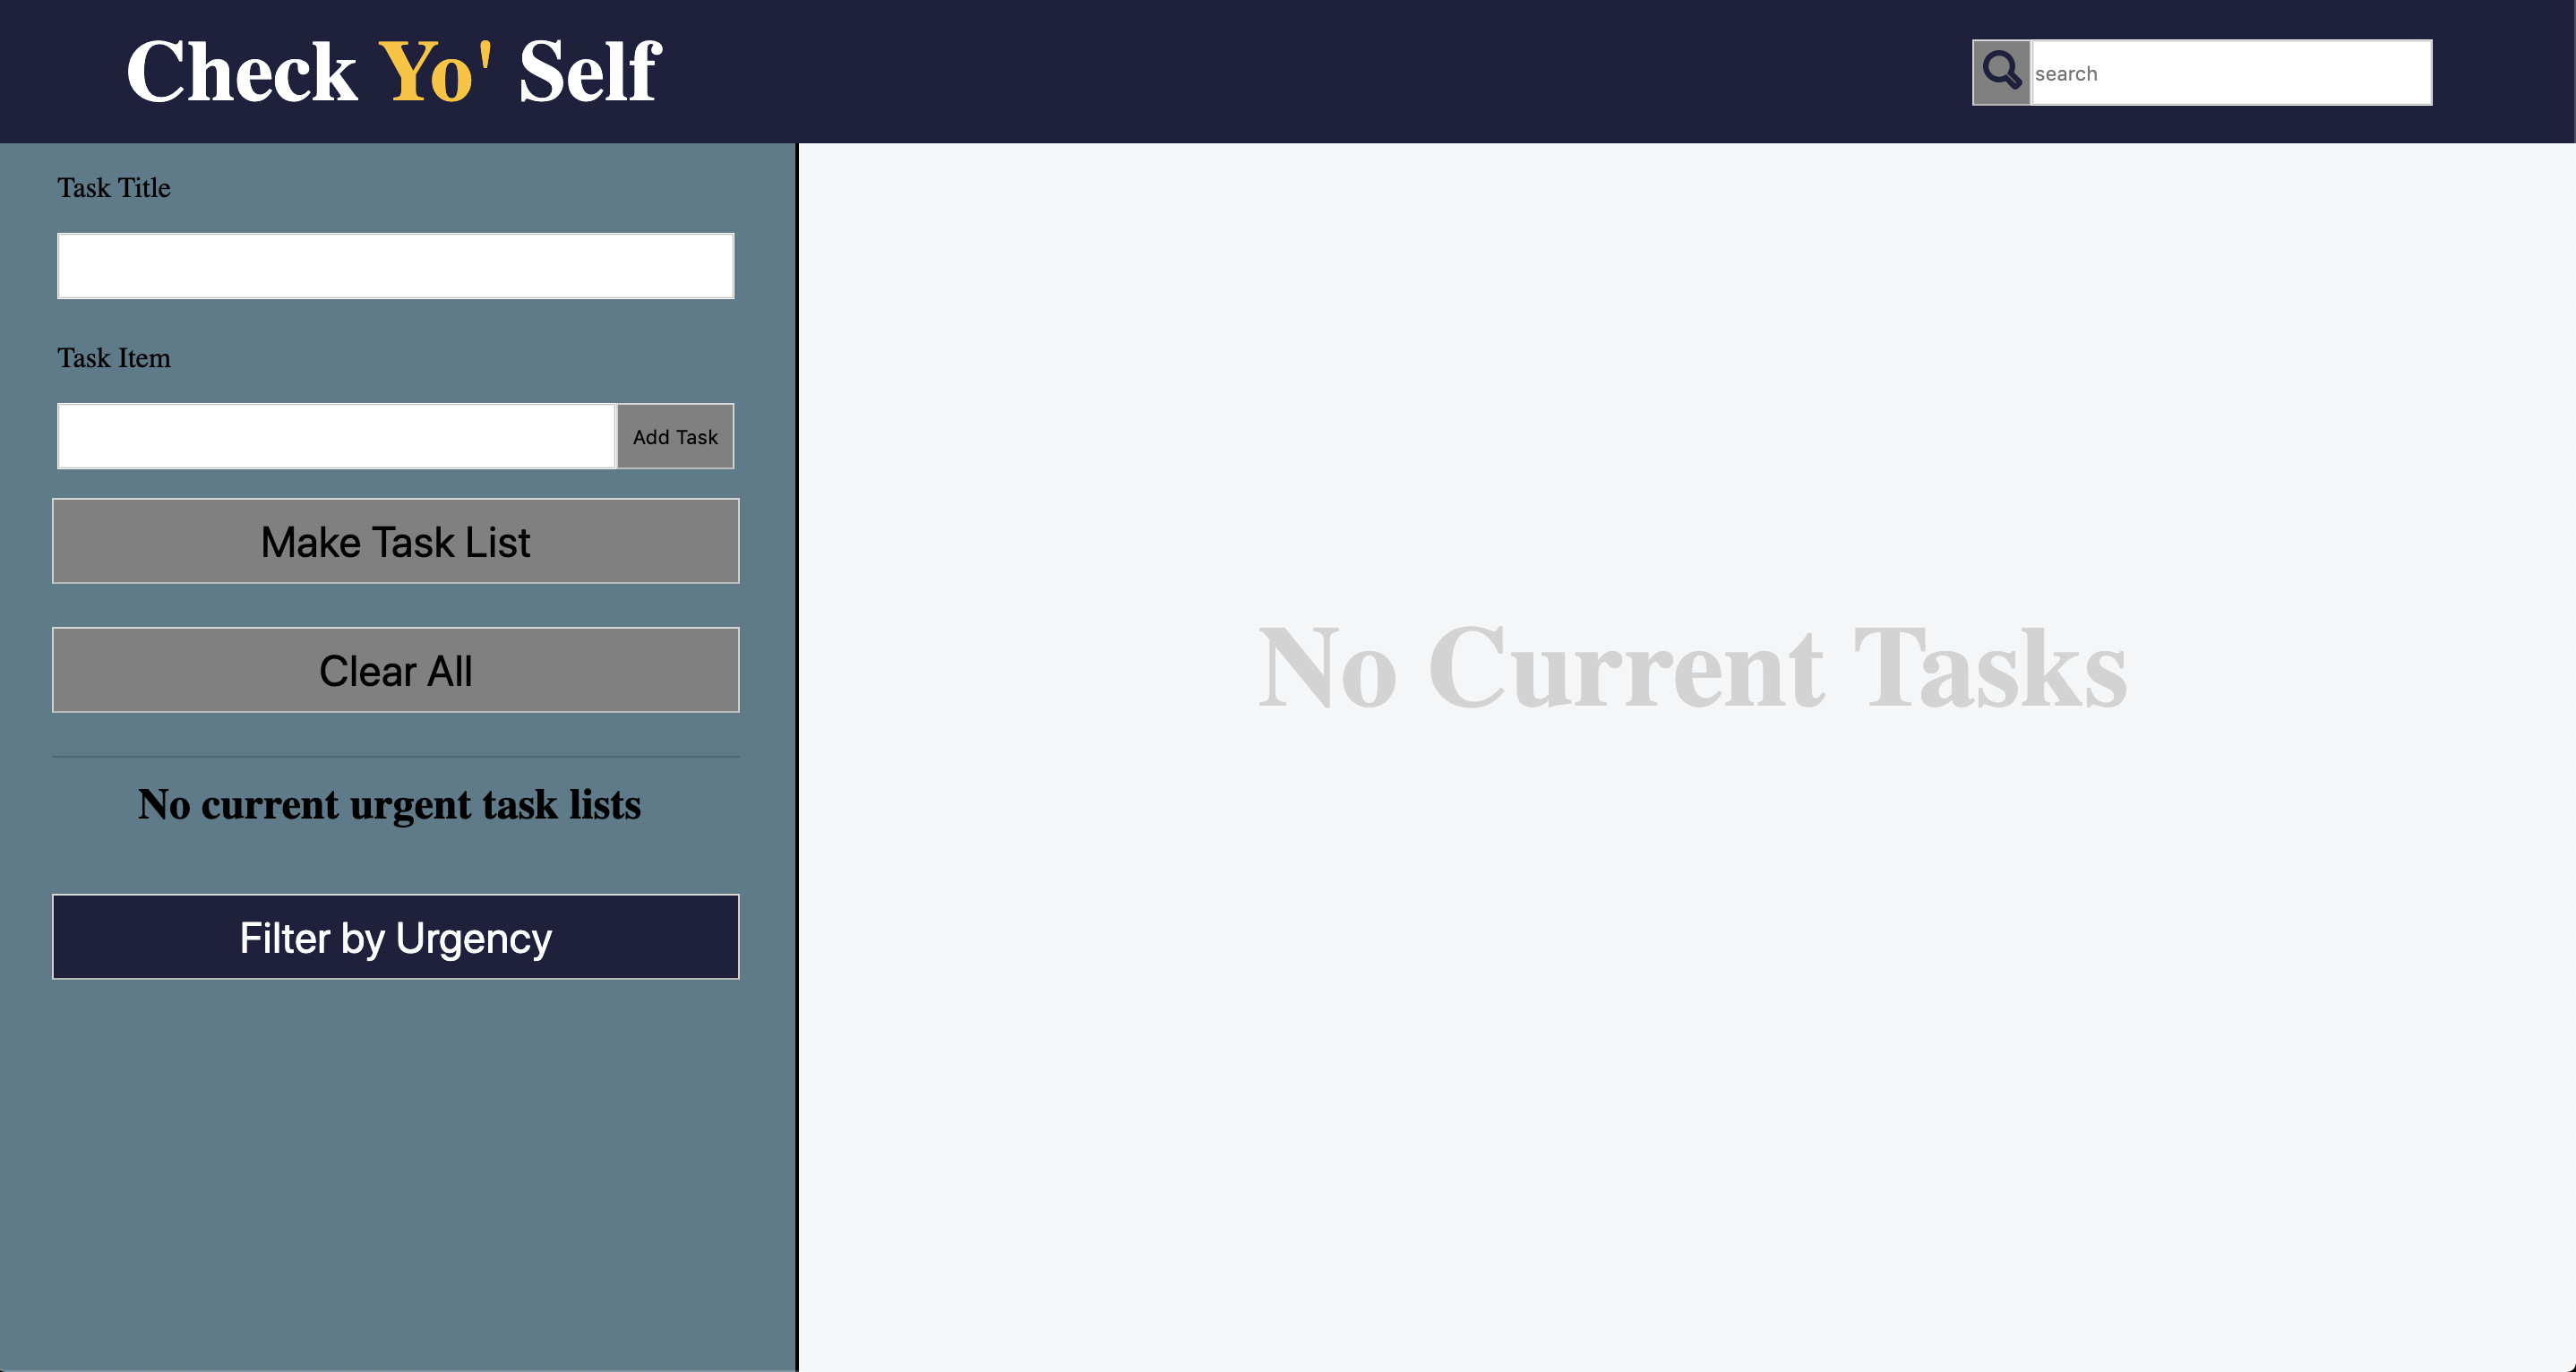 Check Yo' Self
search
Task Title
Task Item
Add Task
Make Task List
Clear All
No current urgent task lists
Filter by Urgency
No Current Tasks